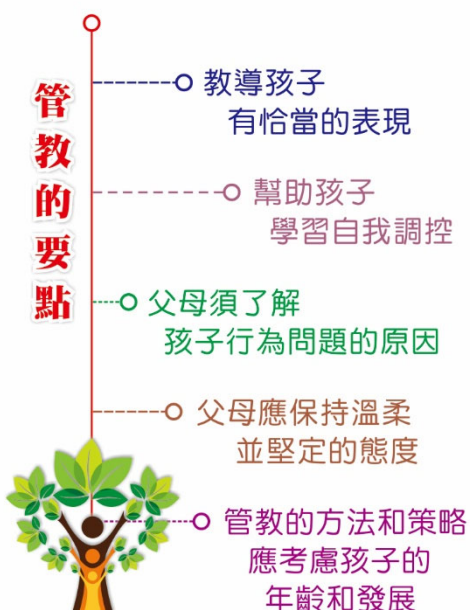 管教的要點
教導孩子
有恰當的表現
幫助孩子
學習自我調控
父母須了解
孩子行為問題的原因
父母應保持溫柔
並堅定的態度
管教的方法和策略
應考慮孩子的
年齡和發展